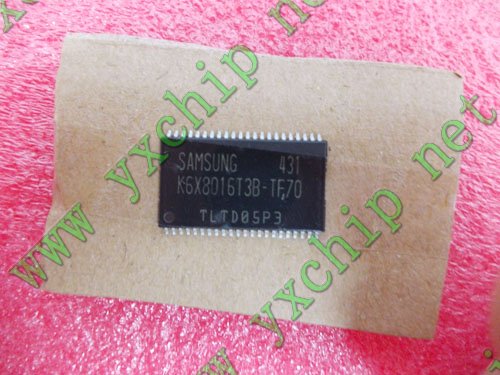 www.yxchip.net
SAMSUNG 431
K6X8016T3B-TF70
TLTD05P3
www.yxchip.net